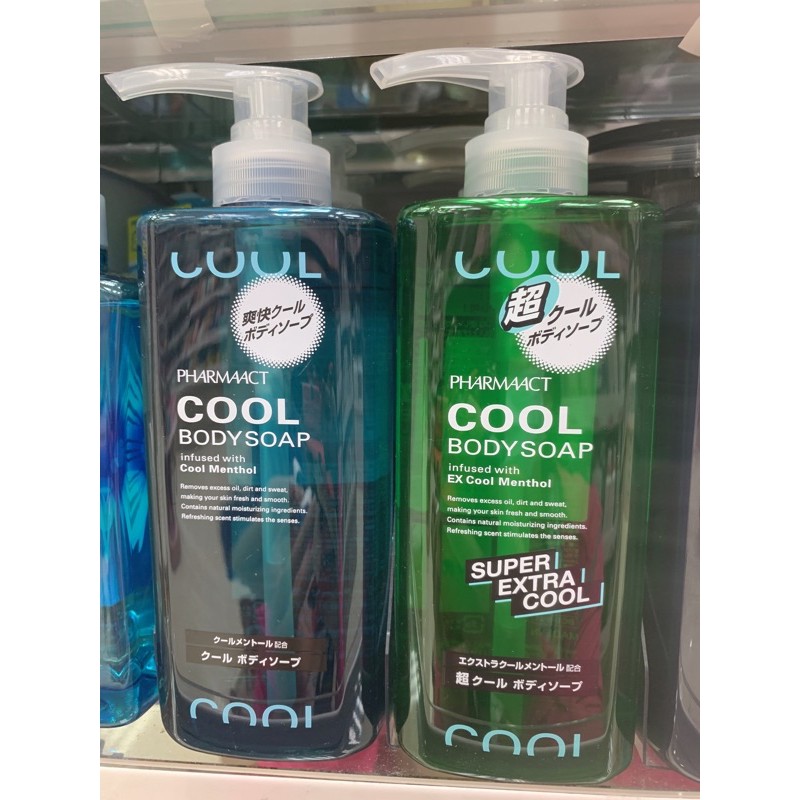 COOL
爽快クール
ボディソープ
PHARMAACT
COOL
BODYSOAP
infused with
Cool Menthol
Removes excess oil, dirt and sweat,
making your skin fresh and smooth.
Contains natural moisturizing ingredients.
Refreshing scent stimulates the senses.
クールメントール配合
クール ボディソープ
COOL
COOL
超クール
ボディソープ
PHARMAACT
COOL
BODYSOAP
infused with
EX Cool Menthol
Removes excess oil, dirt and sweat,
making your skin fresh and smooth.
Contains natural moisturizing ingredients.
Refreshing scent stimulates the senses.
SUPER
EXTRA
COOL
エクストラクールメントール配合
超クール ボディソープ
COOL